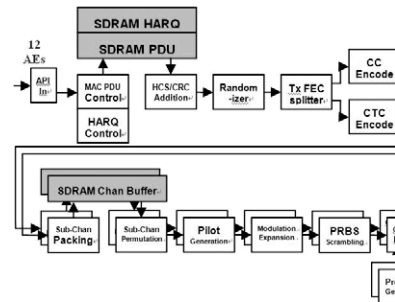 SDRAM HARQ
SDRAM PDU
12
AEs
API
In
MAC PDU
Control
HARQ
Control
HCS/CRC
Addition
Random
-izer
Tx FEC
splitter
CC
Encode
CTC
Encode
SDRAM Chan Buffer
Sub-Chan
Packing
Sub-Chan
Permutation
Pilot
Generation
Modulation
Expansion
PRBS
Scrambling